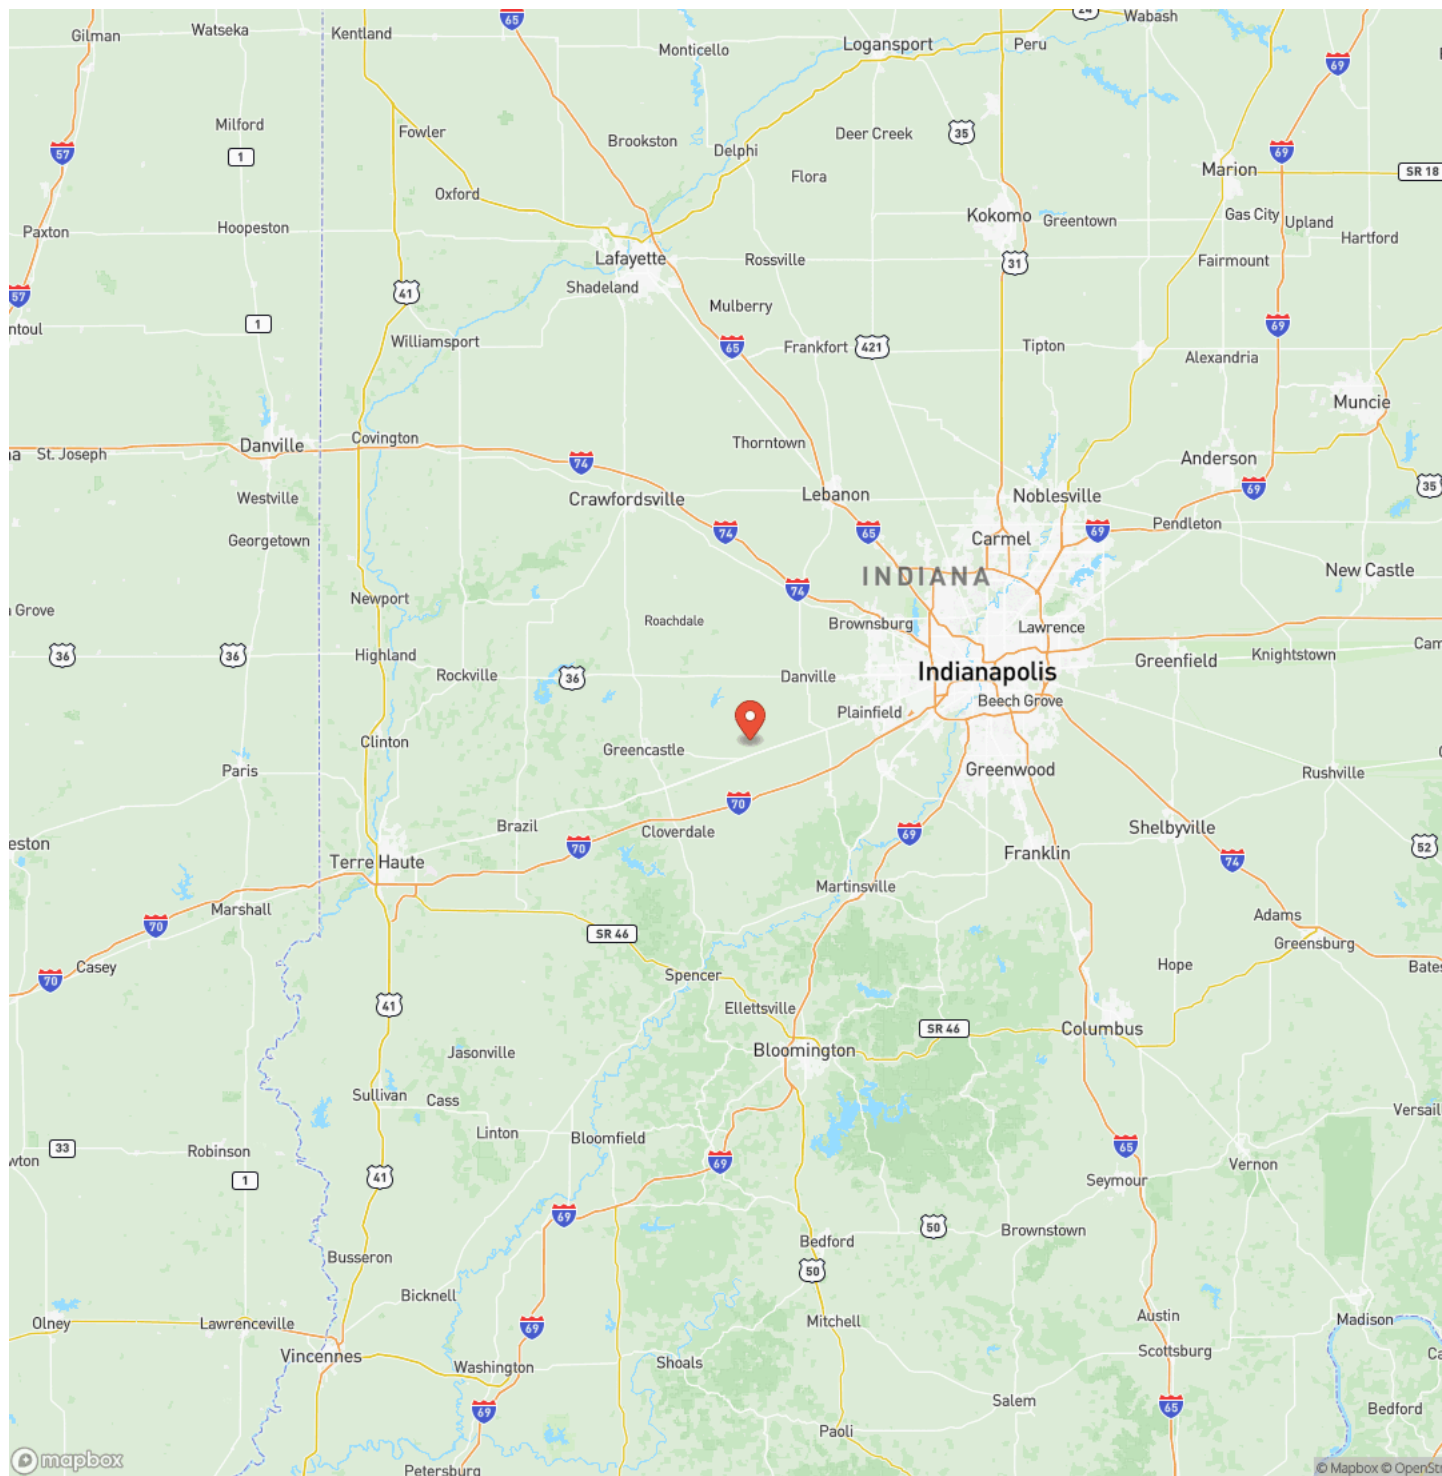 65
24
Wabash
Gilman
Watseka
Kentland
Monticello
Logansport
Peru
69
Milford
Fowler
Brookston
Deer Creek
35
57
1
Delphi
69
Marion
SR 18
Oxford
Flora
Paxton
Hoopeston
Kokomo
Greentown
Gas City
Upland
Hartford
Lafayette
Rossville
31
Fairmount
57
41
Shadeland
Mulberry
ntoul
1
Williamsport
65
Frankfort
421
Tipton
69
Alexandria
Muncie
Danville
Covington
Thorntown
St. Joseph
74
Anderson
Westville
Crawfordsville
Lebanon
Noblesville
69
35
Georgetown
74
65
Carmel
69
Pendleton
INDIANA
New Castle
Newport
74
Grove
Roachdale
Brownsburg
Lawrence
36
36
Highland
Rockville
36
Danville
Indianapolis
Greenfield
Knightstown
Cam
Plainfield
Beech Grove
Clinton
Greencastle
Paris
Greenwood
Rushville
70
Brazil
Cloverdale
69
Shelbyville
eston
70
Terre Haute
Franklin
74
52
Martinsville
Marshall
70
SR 46
Adams
Greensburg
Casey
70
Spencer
Hope
Bates
41
Ellettsville
SR 46
Columbus
Jasonville
Bloomington
Sullivan
Cass
Versail
33
Robinson
Linton
Bloomfield
65
wton
1
41
69
Vernon
Seymour
69
50
Brownstown
Busseron
Bedford
50
Bicknell
Olney
Lawrenceville
69
Mitchell
Austin
Madison
Vincennes
Washington
Shoals
Scottsburg
69
Salem
65
Bedford
Paoli
mapbox
Petersburg
© Mapbox © OpenStr